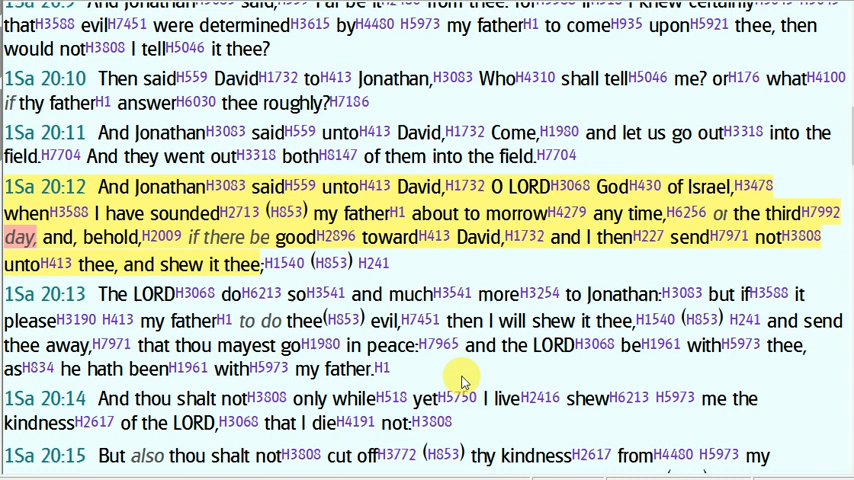 that H3588 evil H7451 were determined H3615 by H4480 H5973 my father H1 to come H935 upon H5921 thee, then
would not H3808 I tell H5046 it thee?
1Sa 20:10 Then said H559 David H1732 to H413 Jonathan, H3083 Who H4310 shall tell H5046 me? or H176 what H4100
if thy father H1 answer H6030 thee roughly? H7186
1Sa 20:11 And Jonathan H3083 said H559 unto H413 David, H1732 Come, H1980 and let us go out H3318 into the
field. H7704 And they went out H3318 both H8147 of them into the field. H7704
1Sa 20:12 And Jonathan H3083 said H559 unto H413 David, H1732 O LORD H3068 God H430 of Israel, H3478
when H3588 I have sounded H2713 (H853) my father H1 about to morrow H4279 any time, H6256 or the third H7992
day, and, behold, H2009 if there be good H2896 toward H413 David, H1732 and I then H227 send H7971 not H3808
unto H413 thee, and shew it thee; H1540 (H853) H241
1Sa 20:13 The LORD H3068 do H6213 so H3541 and much H3541 more H3254 to Jonathan: H3083 but if H3588 it
please H3190 H413 my father H1 to do thee (H853) evil, H7451 then I will shew it thee, H1540 (H853) H241 and send
thee away, H7971 that thou mayest go H1980 in peace: H7965 and the LORD H3068 be H1961 with H5973 thee,
as H834 he hath been H1961 with H5973 my father. H1
1Sa 20:14 And thou shalt not H3808 only while H518 yet H5750 I live H2416 shew H6213 H5973 me the
kindness H2617 of the LORD, H3068 that I die H4191 not: H3808
1Sa 20:15 But also thou shalt not H3808 cut off H3772 (H853) thy kindness H2617 from H4480 H5973 my